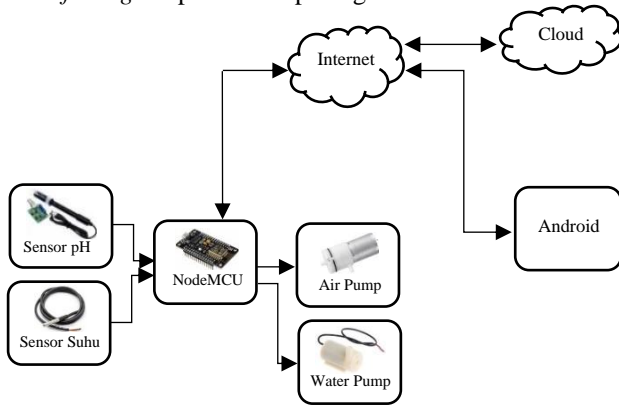 Cloud
Internet
Sensor pH
NodeMCU
Air Pump
Android
Sensor Suhu
Water Pump